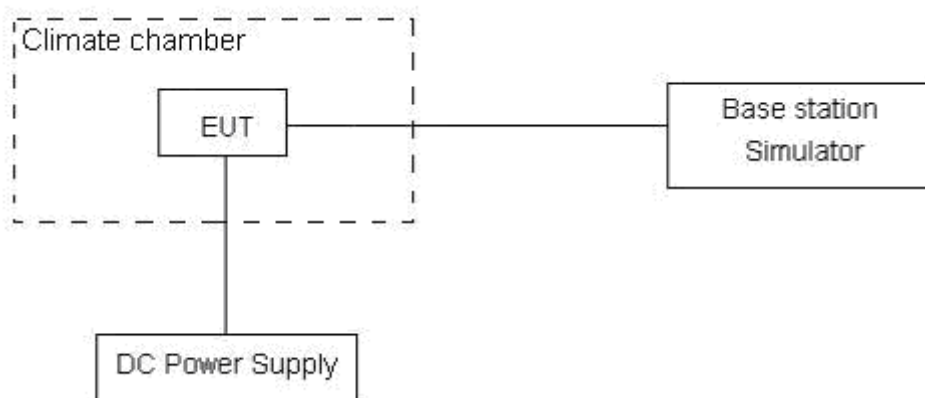 Climate chamber
EUT
Base station
Simulator
DC Power Supply